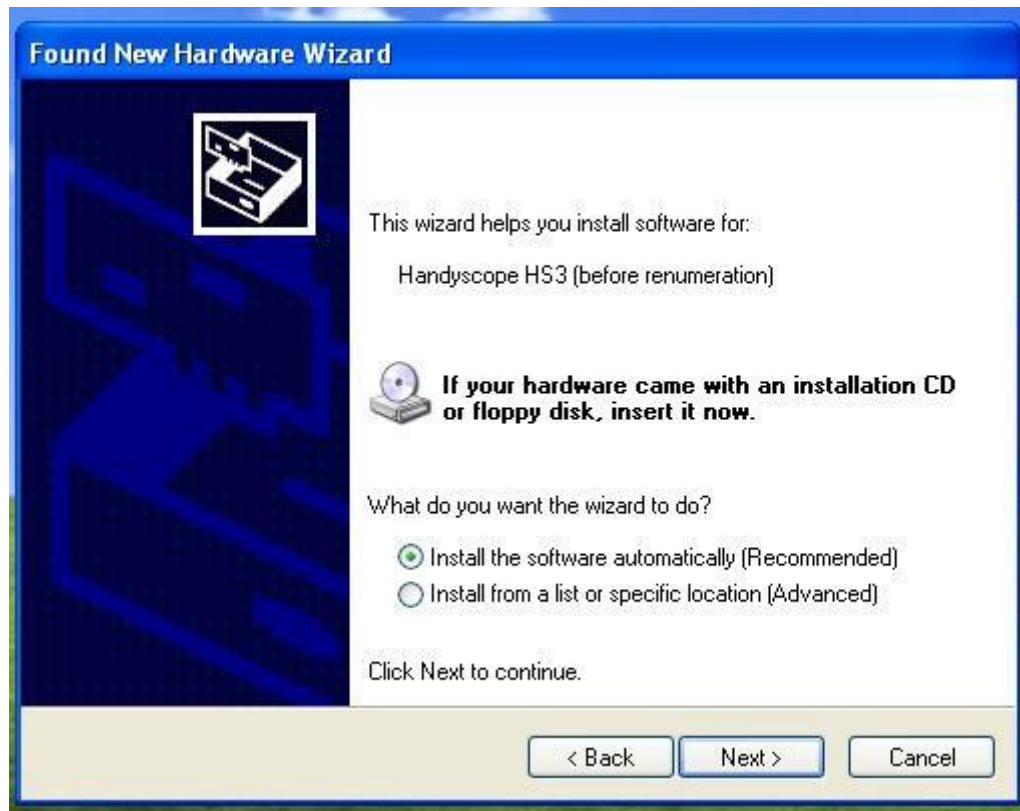 Found New Hardware Wizard
This wizard helps you install software for:
Handyscope HS3 (before renumeration)
If your hardware came with an installation CD
or floppy disk, insert it now.
What do you want the wizard to do?
Install the software automatically (Recommended)
Install from a list or specific location (Advanced)
Click Next to continue.
< Back
Next >
Cancel